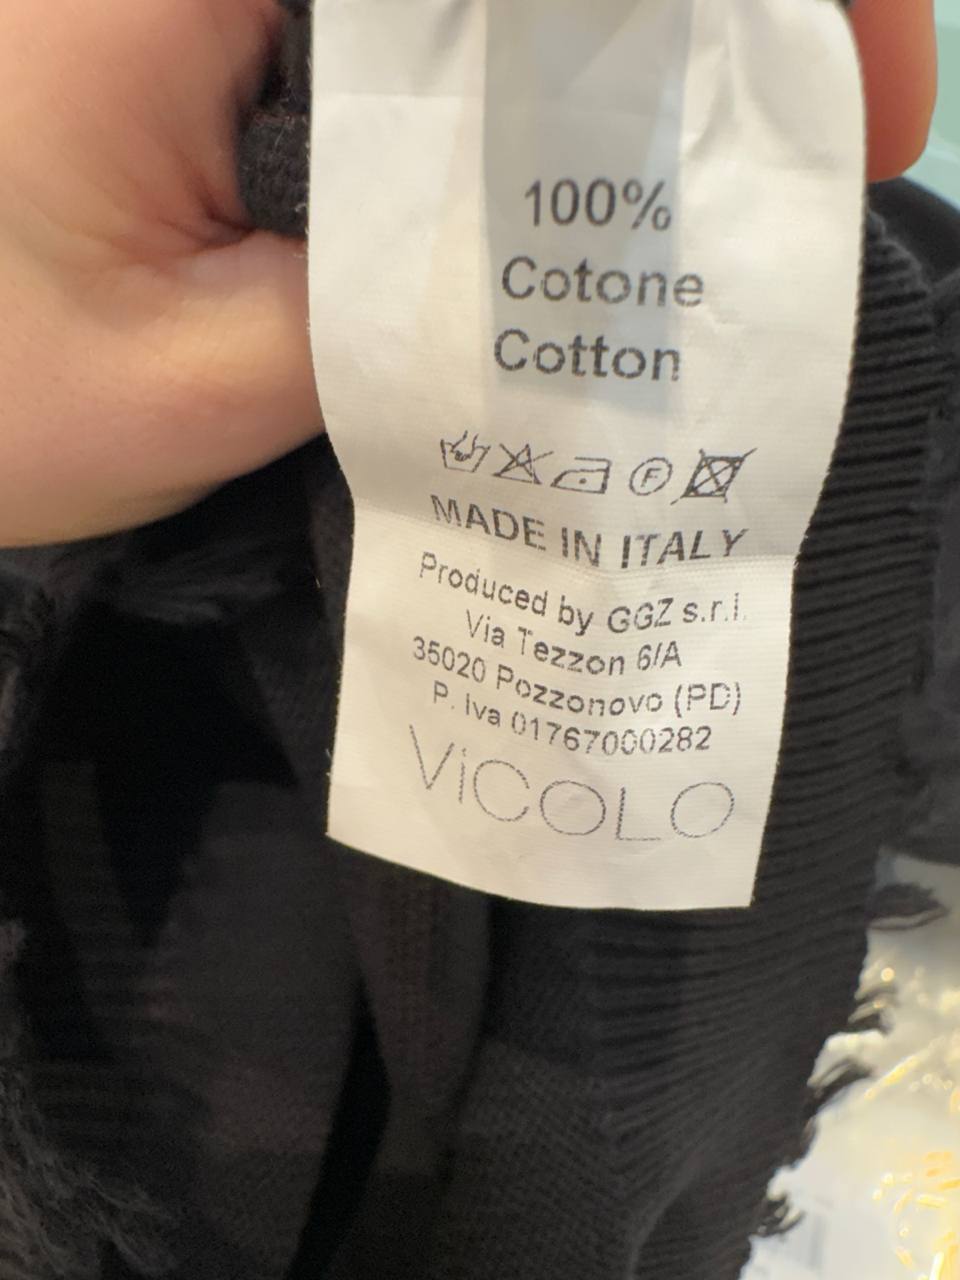 100%
Cotone
Cotton
F
MADE IN ITALY
Produced by GGZ s.r.l.
Via Tezzon 6/A
35020 Pozzonovo (PD)
P. Iva 01767000282
ViCOLO